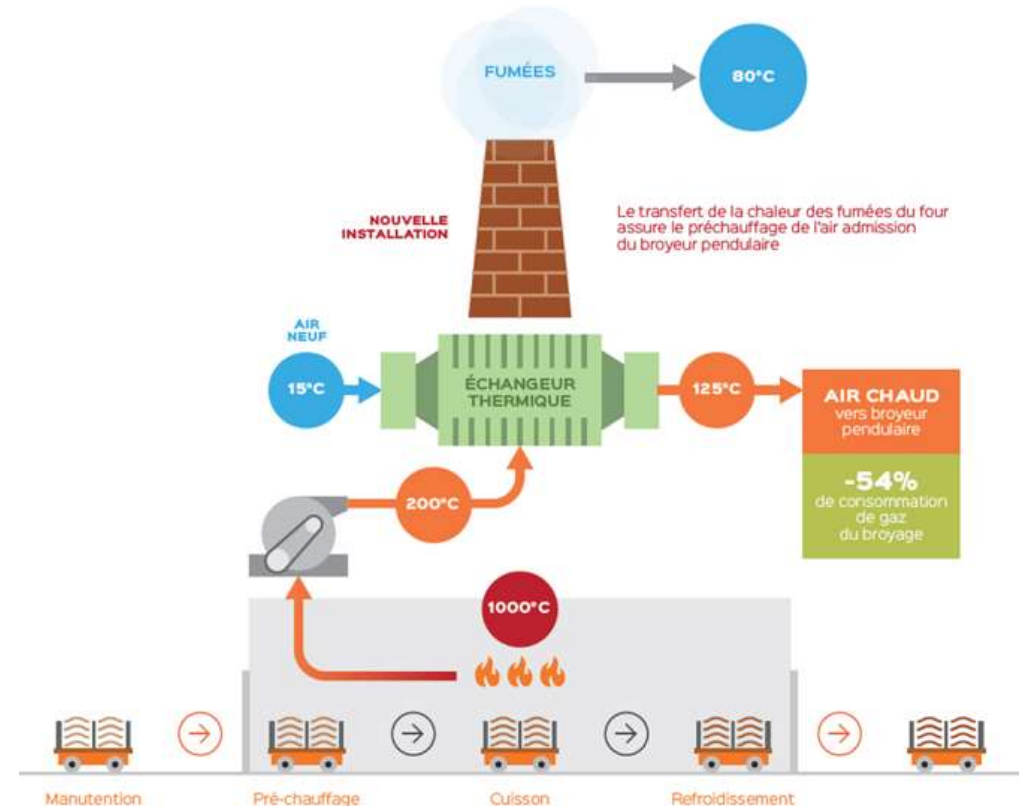 FUMÉES
80°C
NOUVELLE
INSTALLATION
Le transfert de la chaleur des fumées du four
assure le préchauffage de l'air admission
du broyeur pendulaire
AIR
NEUF
15°C
ÉCHANGEUR
THERMIQUE
125°C
AIR CHAUD
vers broyeur
pendulaire
-54%
de consommation
de gaz
du broyage
200°C
1000°C
Manutention
Pré-chauffage
Cuisson
Refroidissement